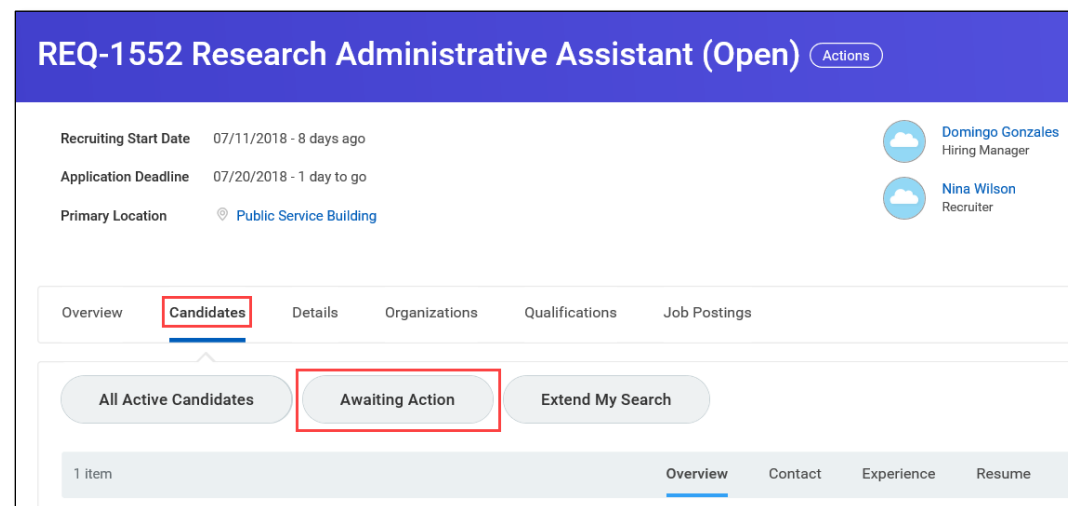 REQ-1552 Research Administrative Assistant (Open) Actions
Recruiting Start Date 07/11/2018 - 8 days ago
Application Deadline 07/20/2018 - 1 day to go
Primary Location Public Service Building
Domingo Gonzales
Hiring Manager
Nina Wilson
Recruiter
Overview Candidates Details Organizations Qualifications Job Postings
All Active Candidates Awaiting Action Extend My Search
1 item Overview Contact Experience Resume